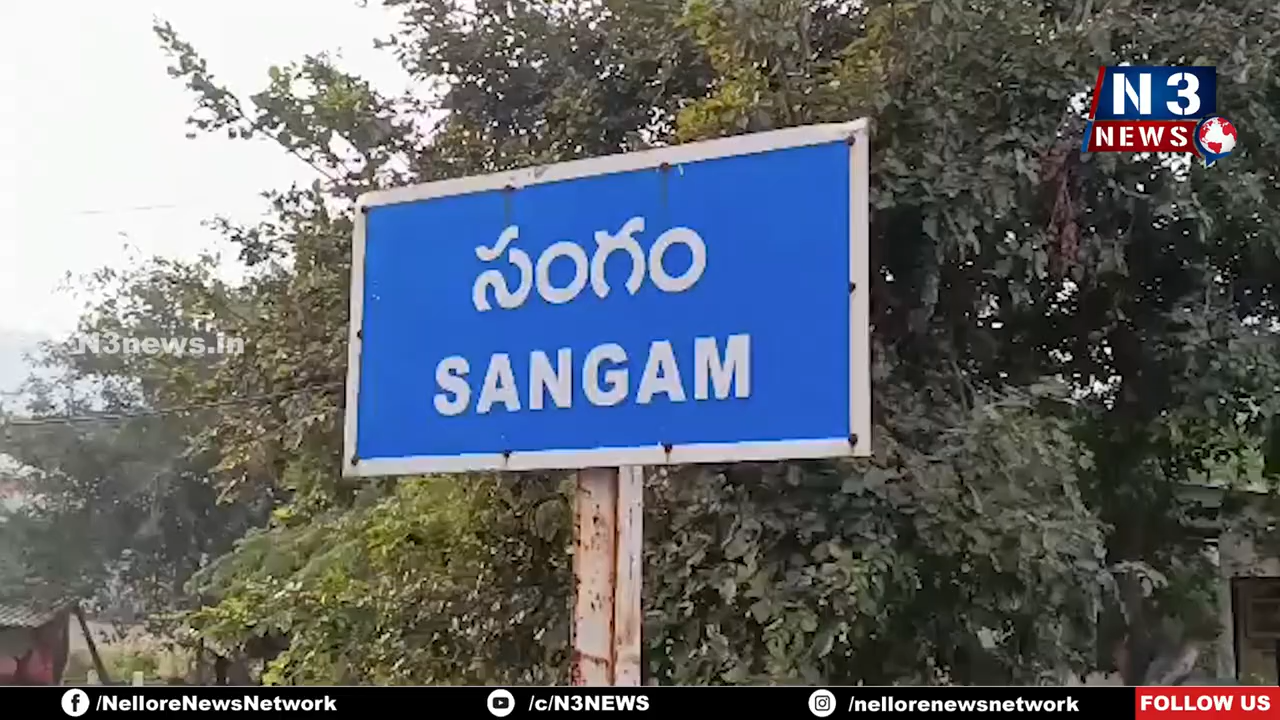 N3
NEWS
సంగం
SANGAM
N3news.in
/NelloreNewsNetwork
/c/N3NEWS
/nellorenewsnetwork
FOLLOW US